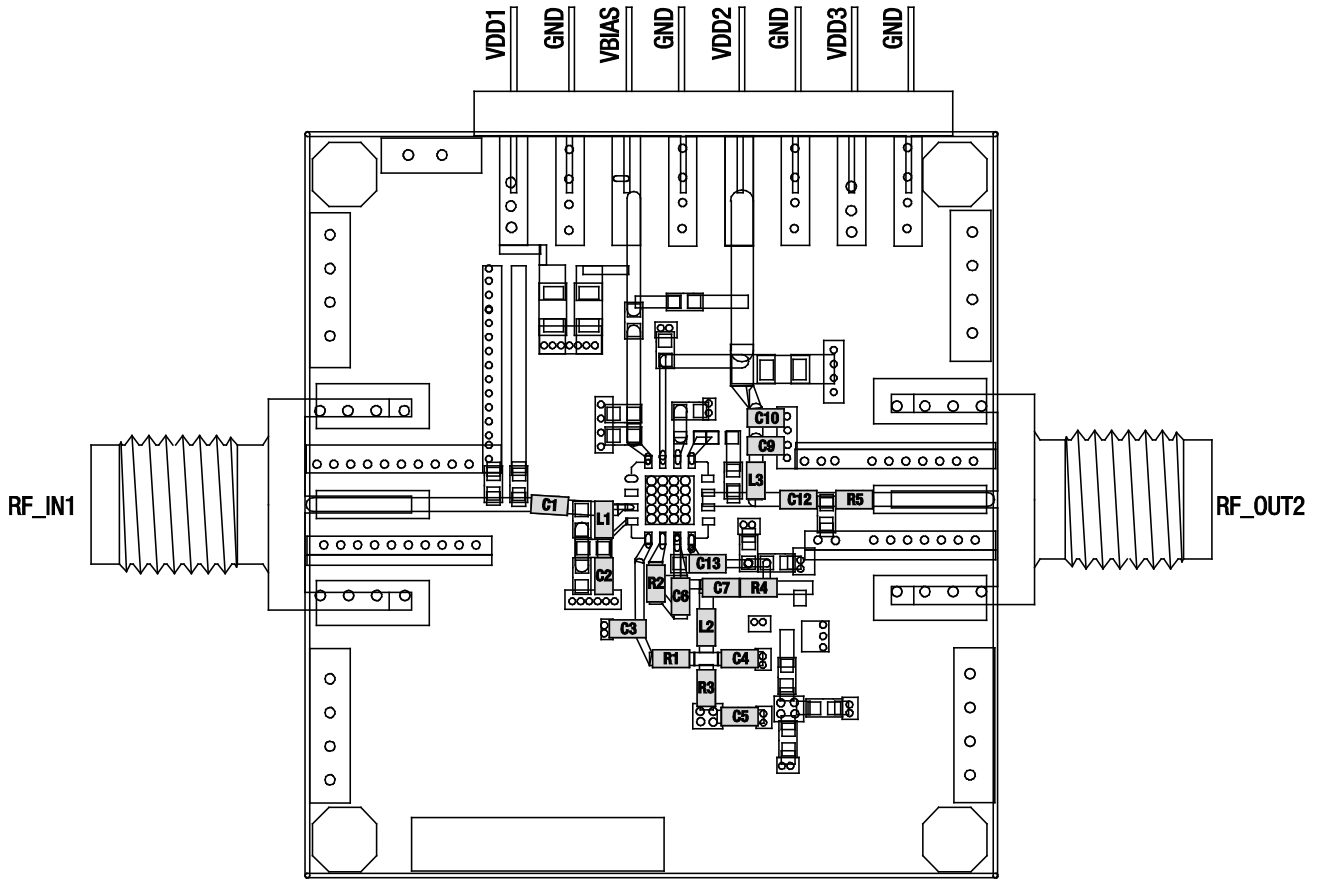 VDD1
GND
VBIAS
GND
VDD2
GND
VDD3
GND
C10
C9
L3
C1
C12
R5
RF_IN1
RF_OUT2
L1
C13
C2
R2
C7
R4
C6
C3
L2
R1
C4
R3
C5